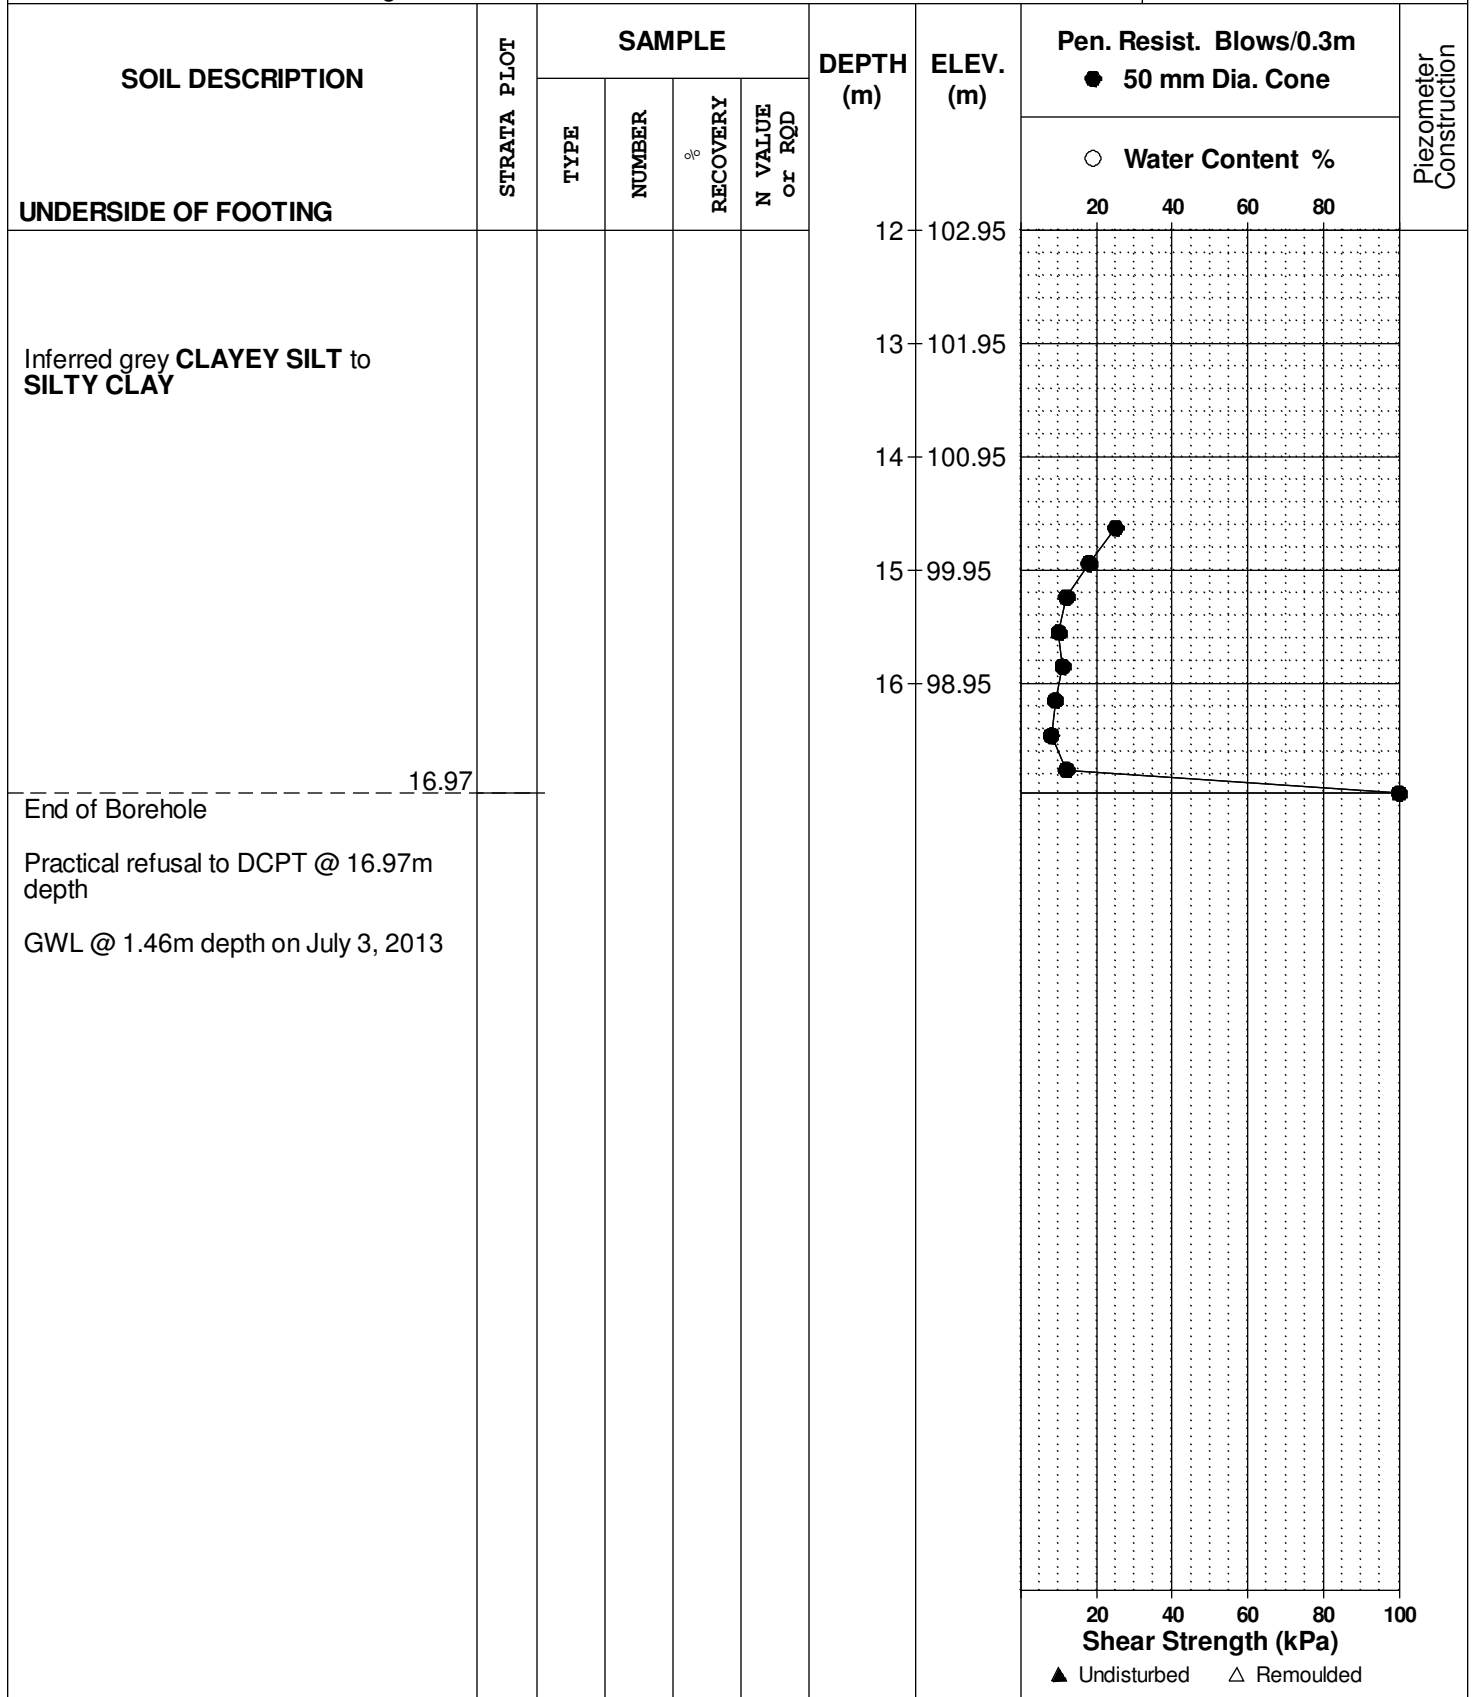 SOIL DESCRIPTION
UNDERSIDE OF FOOTING
STRATA PLOT
SAMPLE
TYPE
NUMBER
%
RECOVERY
N VALUE
or RQD
DEPTH
(m)
ELEV.
(m)
Pen. Resist. Blows/0.3m
● 50 mm Dia. Cone
○ Water Content %
20 40 60 80
Piezometer
Construction
12 102.95
Inferred grey CLAYEY SILT to
SILTY CLAY
13 101.95
14 100.95
15 99.95
16 98.95
16.97
End of Borehole
Practical refusal to DCPT @ 16.97m
depth
GWL @ 1.46m depth on July 3, 2013
20 40 60 80 100
Shear Strength (kPa)
▲ Undisturbed △ Remoulded